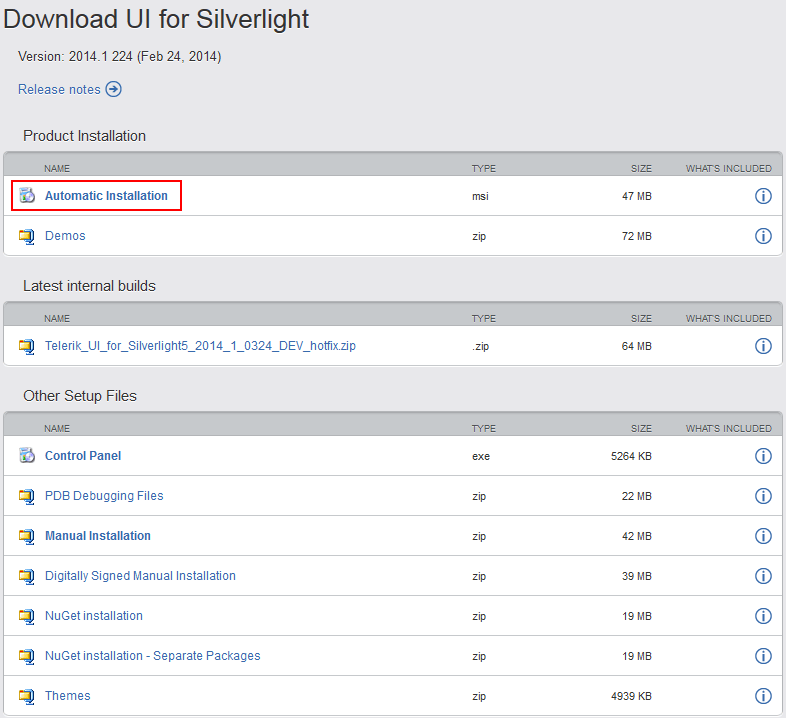 Download UI for Silverlight
Version: 2014.1 224 (Feb 24, 2014)
Release notes
Product Installation
NAME TYPE SIZE WHAT'S INCLUDED
Automatic Installation msi 47 MB
Demos zip 72 MB
Latest internal builds
NAME TYPE SIZE WHAT'S INCLUDED
Telerik_UI_for_Silverlight5_2014_1_0324_DEV_hotfix.zip .zip 64 MB
Other Setup Files
NAME TYPE SIZE WHAT'S INCLUDED
Control Panel exe 5264 KB
PDB Debugging Files zip 22 MB
Manual Installation zip 42 MB
Digitally Signed Manual Installation zip 39 MB
NuGet installation zip 19 MB
NuGet installation - Separate Packages zip 19 MB
Themes zip 4939 KB